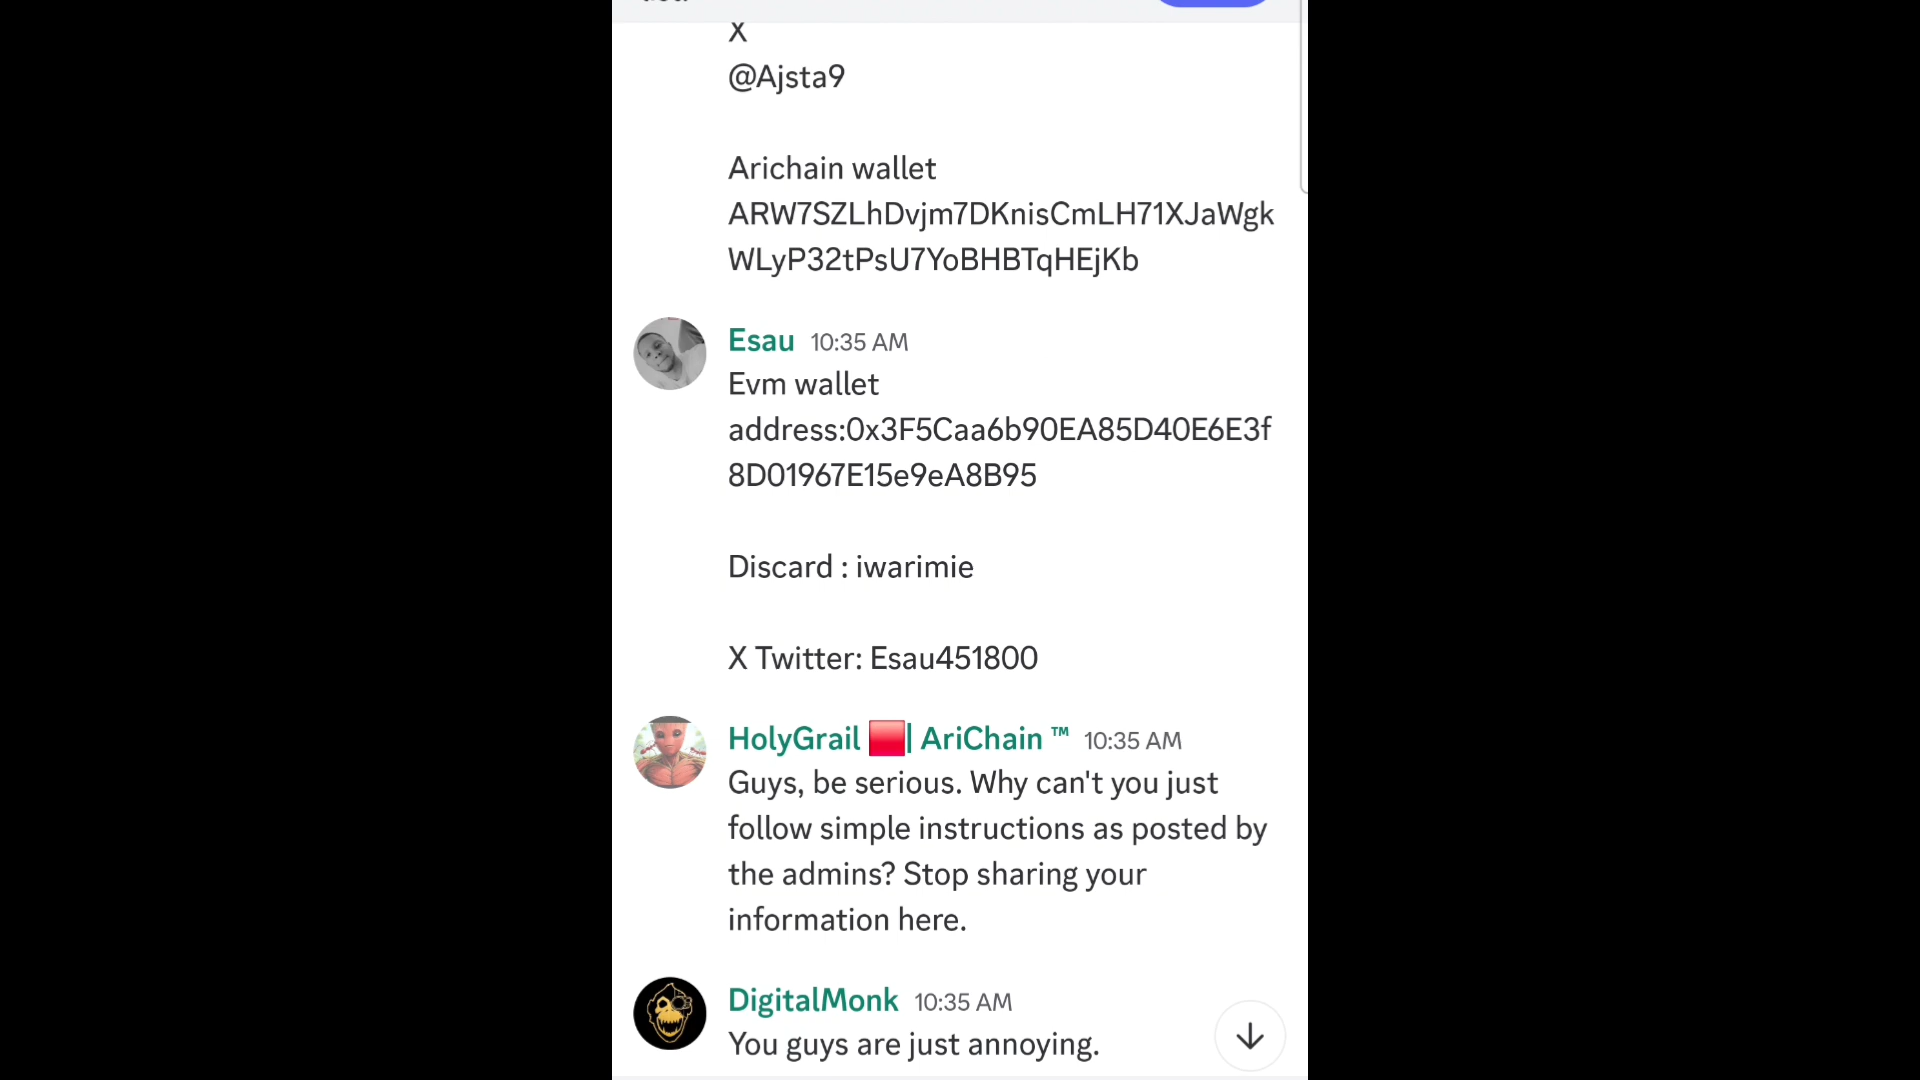 X
@Ajsta9
Arichain wallet
ARW7SZLhDvjm7DKnisCmLH71XJaWgk
WLyP32tPsU7YoBHBTqHEjKb
Esau 10:35 AM
Evm wallet
address:0x3F5Caa6b90EA85D40E6E3f
8D01967E15e9eA8B95
Discard : iwarimie
X Twitter: Esau451800
HolyGrail 🟥| AriChain ™ 10:35 AM
Guys, be serious. Why can't you just
follow simple instructions as posted by
the admins? Stop sharing your
information here.
DigitalMonk 10:35 AM
You guys are just annoying.